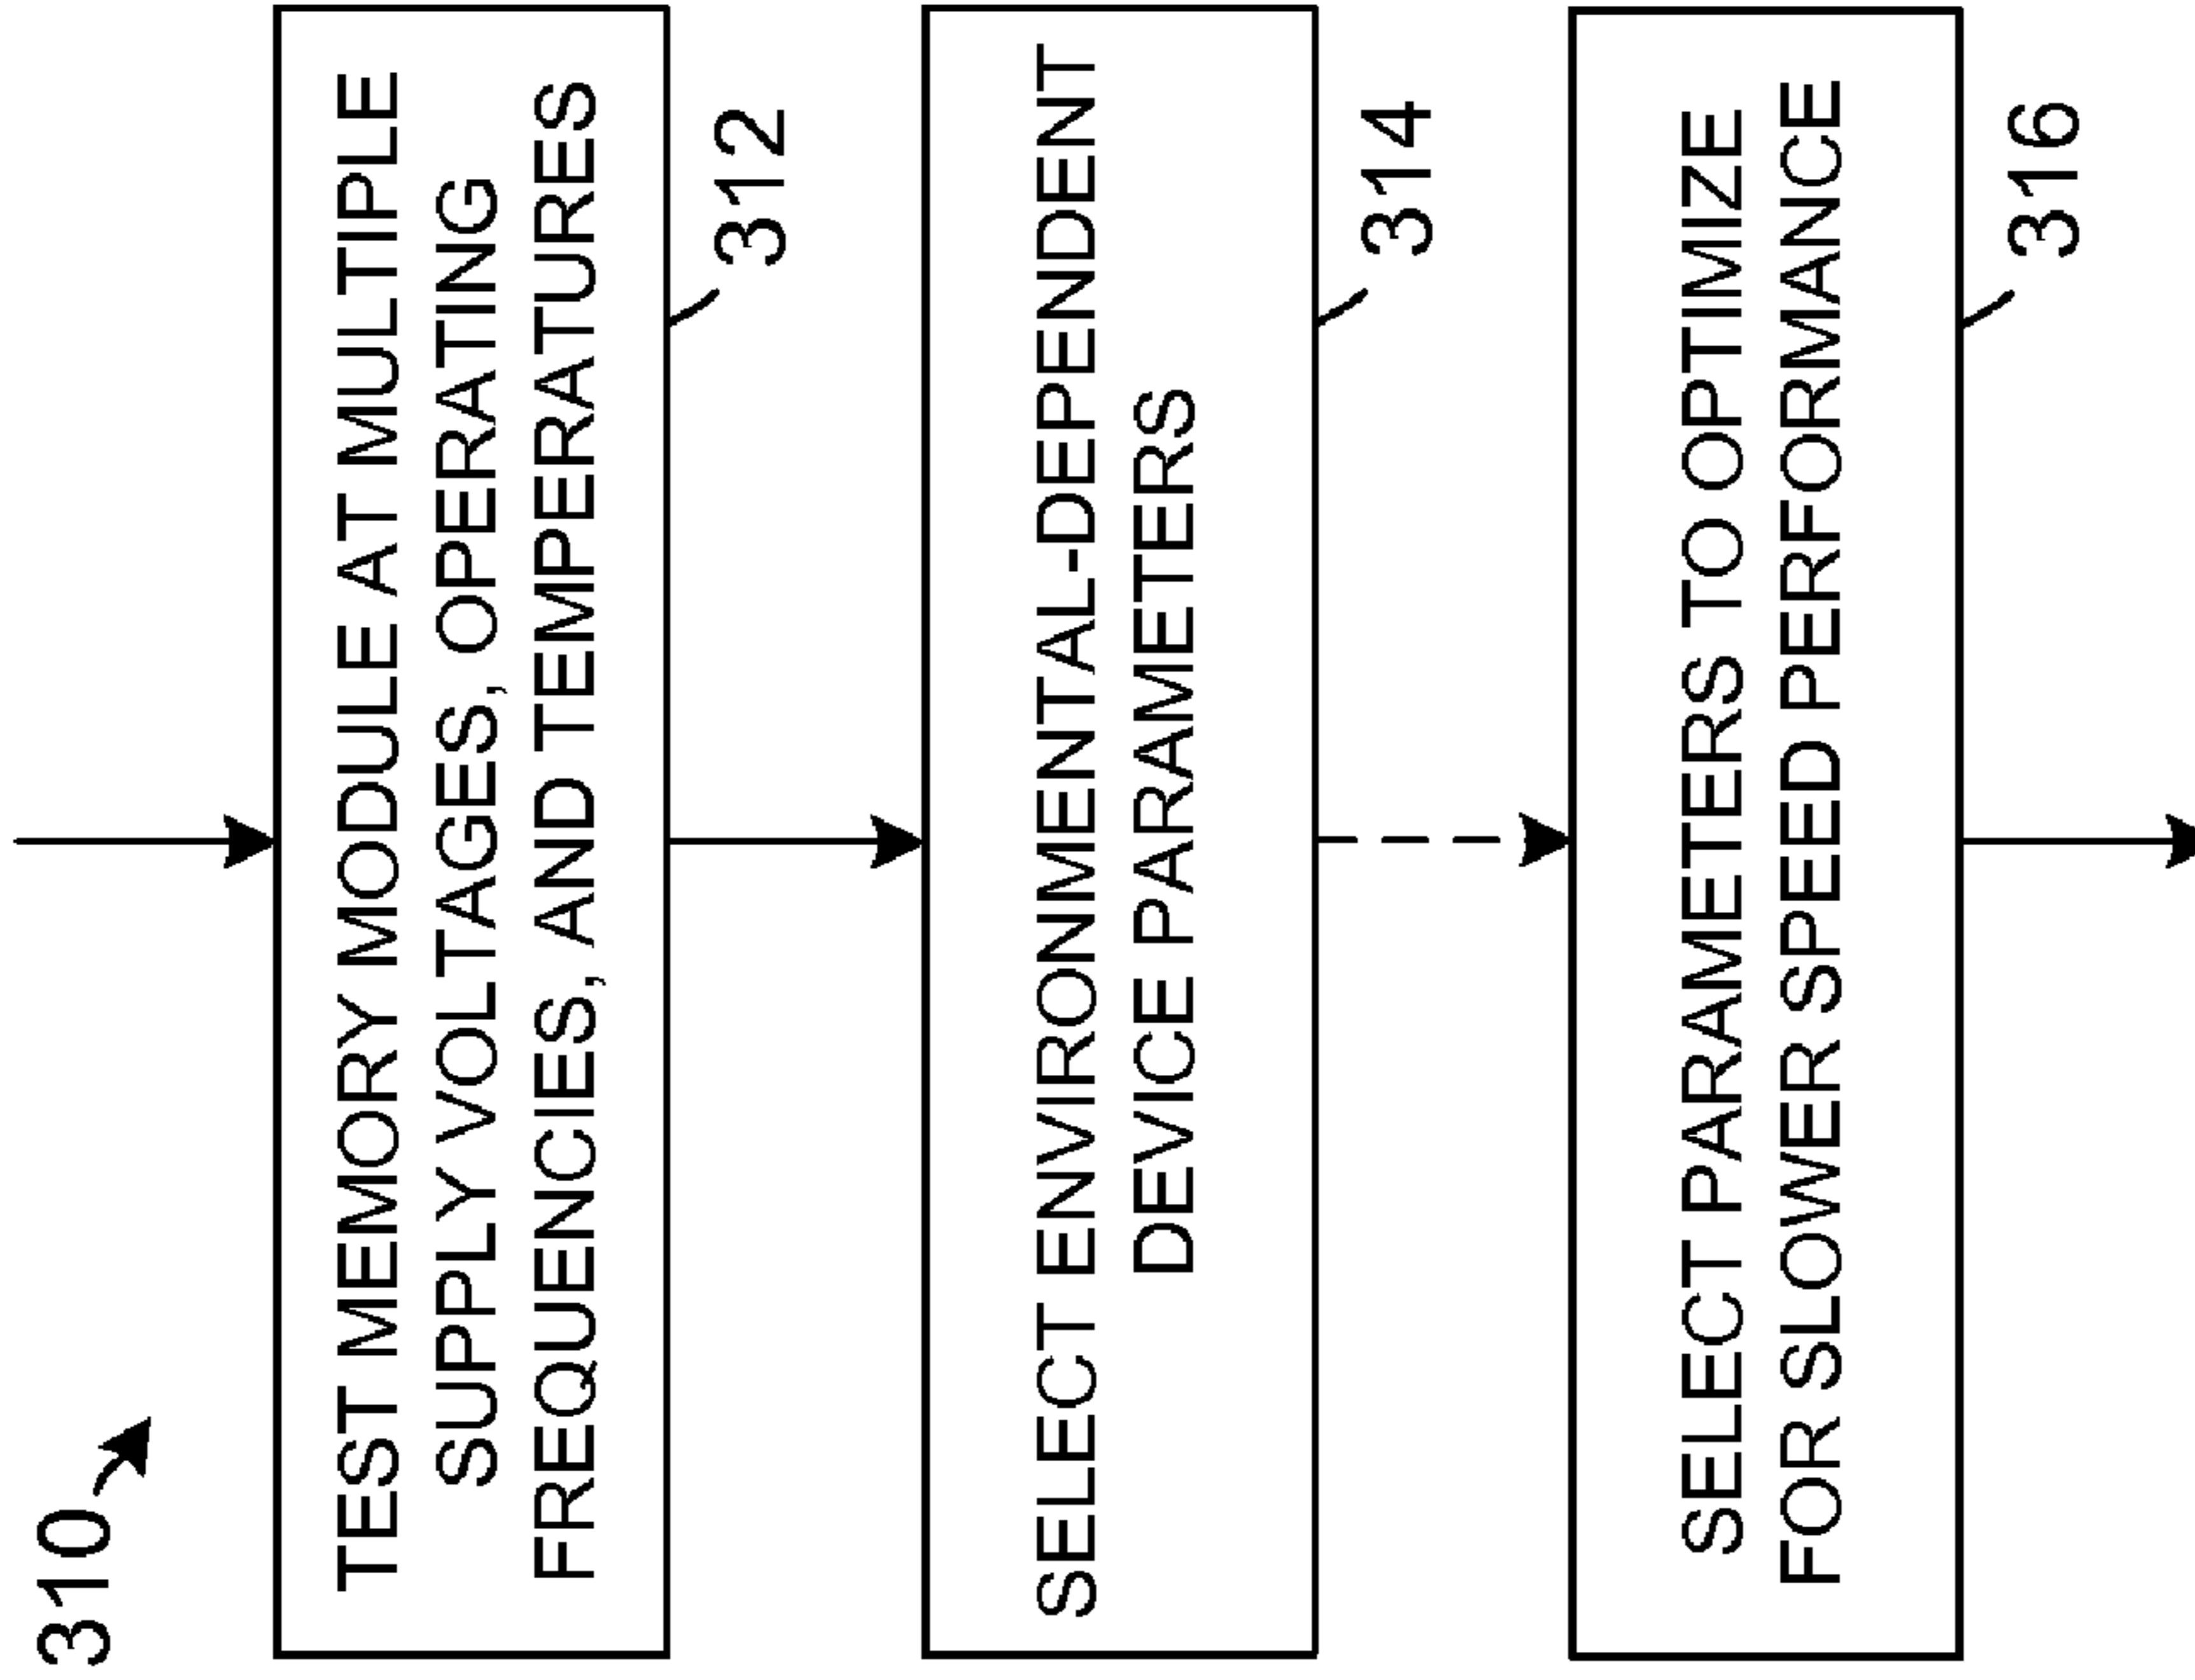 310
TEST MEMORY MODULE AT MULTIPLE
SUPPLY VOLTAGES, OPERATING
FREQUENCIES, AND TEMPERATURES
312
SELECT ENVIRONMENTAL-DEPENDENT
DEVICE PARAMETERS
314
SELECT PARAMETERS TO OPTIMIZE
FOR SLOWER SPEED PERFORMANCE
316